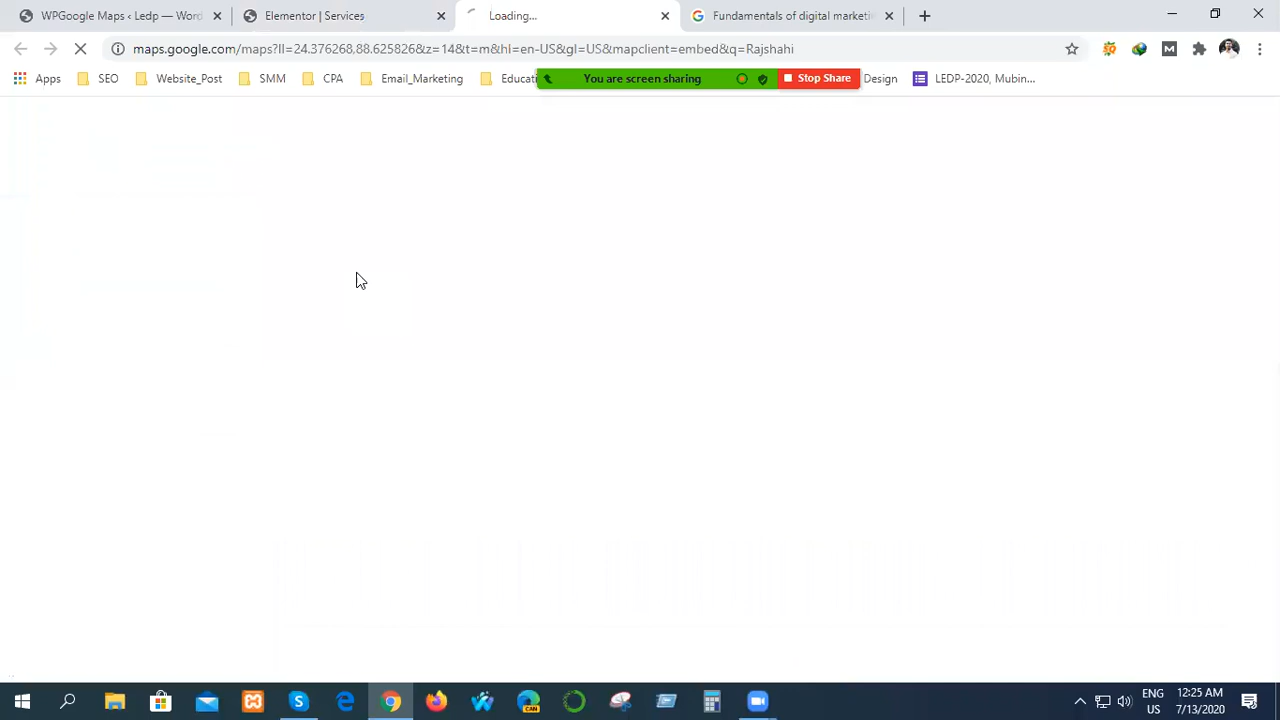 WPGoogle Maps ‹ Ledp — Word
Elementor | Services
Loading...
Fundamentals of digital marketin
maps.google.com/maps?ll=24.376268,88.625826&z=14&t=m&hl=en-US&gl=US&mapclient=embed&q=Rajshahi
Apps
SEO
Website_Post
SMM
CPA
Email_Marketing
Educati
You are screen sharing
Stop Share
Design
LEDP-2020, Mubin...
ENG
US
12:25 AM
7/13/2020